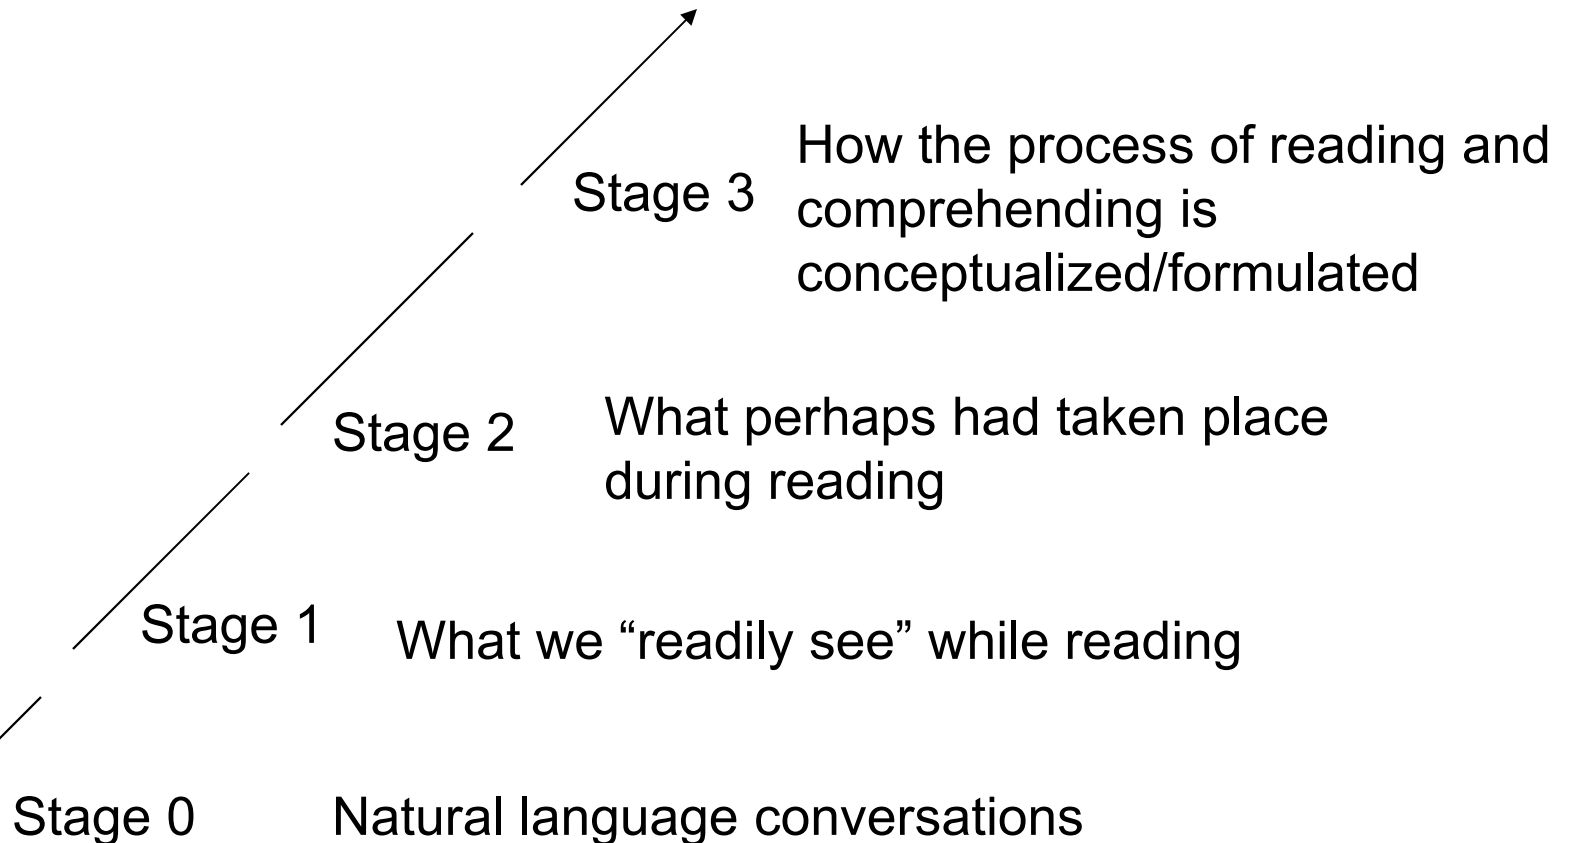 How the process of reading and
Stage 3 comprehending is
conceptualized/formulated
What perhaps had taken place
Stage 2
during reading
Stage 1
What we “readily see” while reading
Stage 0 Natural language conversations